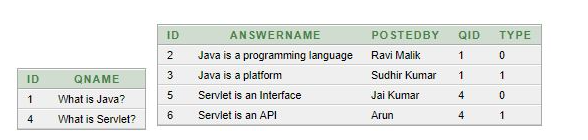 ID QNAME
1 What is Java?
4 What is Servlet?
ID ANSWERNAME POSTEDBY QID TYPE
2 Java is a programming language Ravi Malik 1 0
3 Java is a platform Sudhir Kumar 1 1
5 Servlet is an Interface Jai Kumar 4 0
6 Servlet is an API Arun 4 1